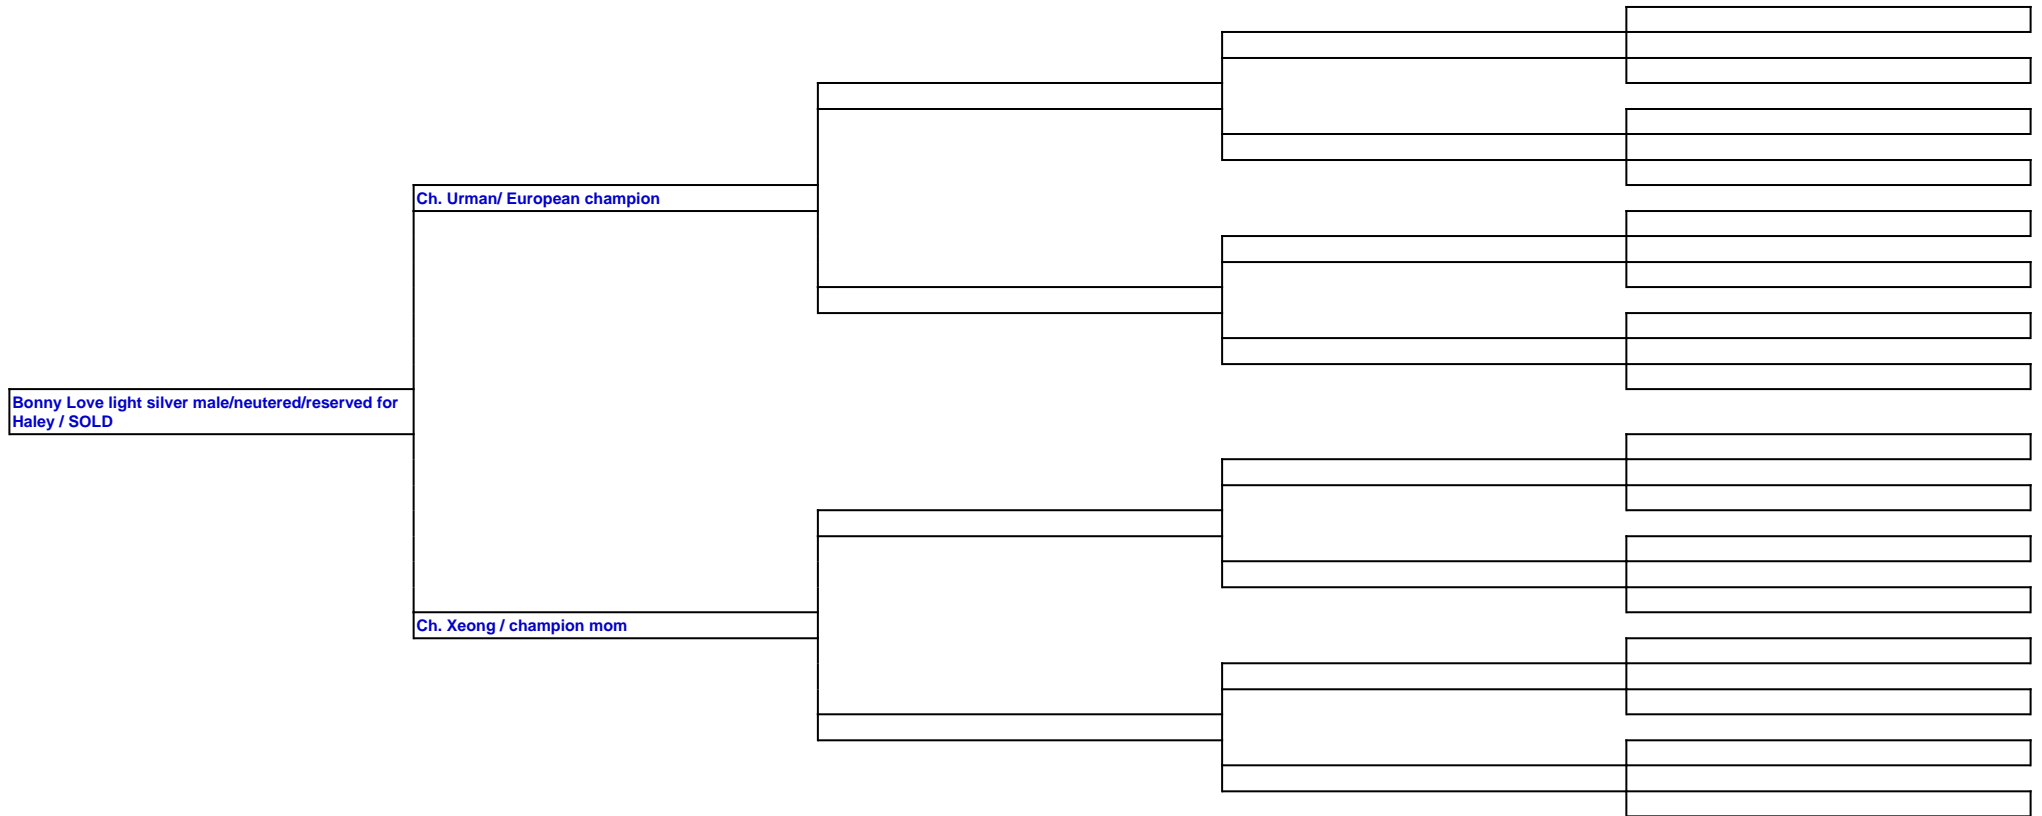 Ch. Urman/ European champion
Bonny Love light silver male/neutered/reserved for
Haley / SOLD
Ch. Xeong / champion mom